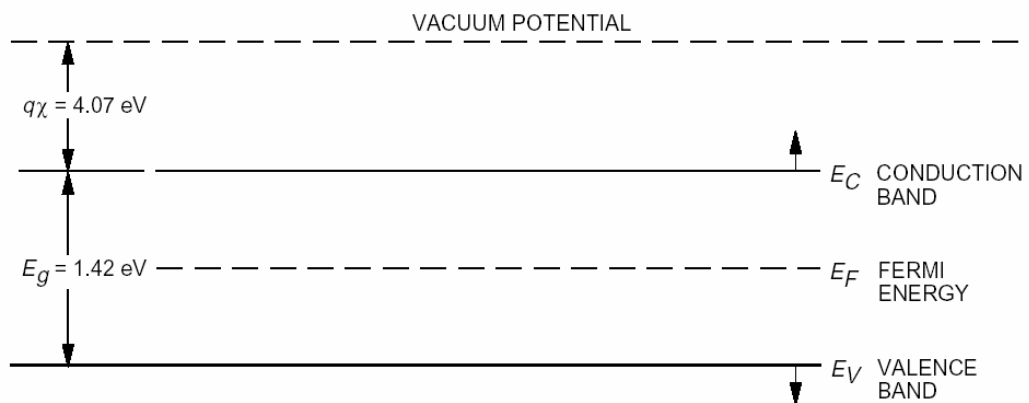 VACUUM POTENTIAL
qχ = 4.07 eV
E_C CONDUCTION
BAND
E_g = 1.42 eV
E_F FERMI
ENERGY
E_V VALENCE
BAND